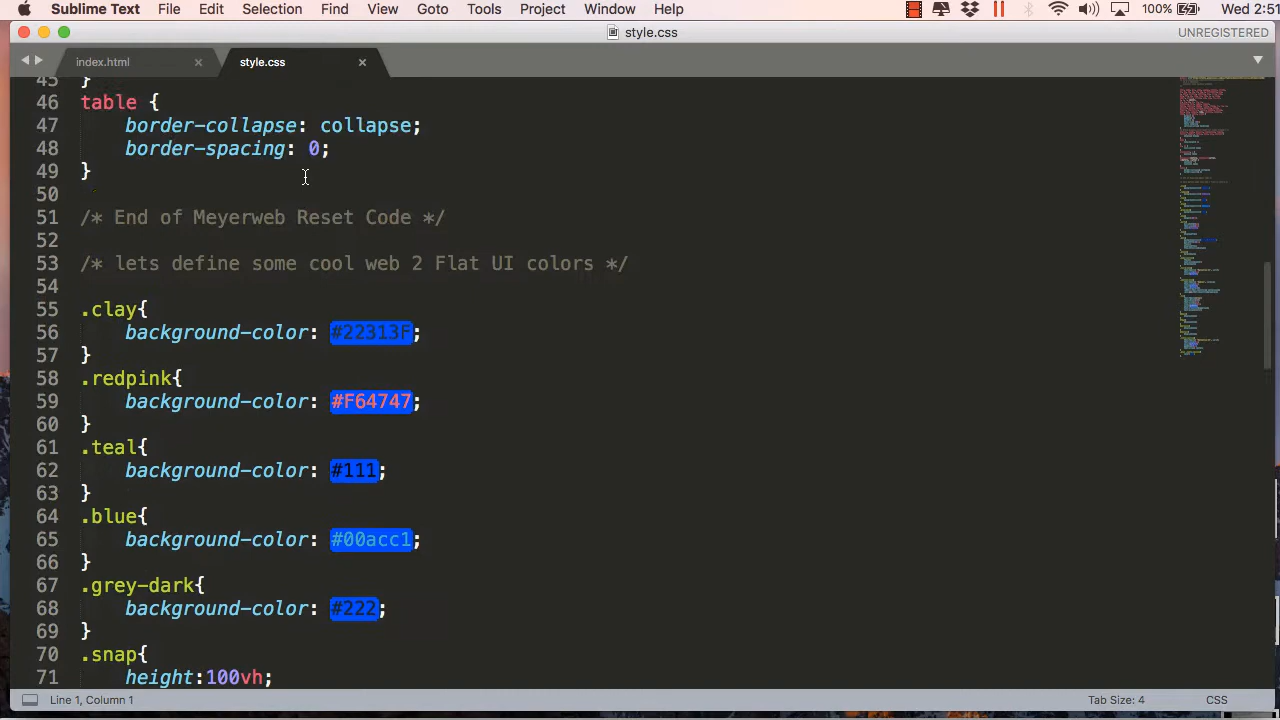 Sublime Text File Edit Selection Find View Goto Tools Project Window Help 100% Wed 2:51
style.css UNREGISTERED
index.html style.css
45 }
46 table {
47 border-collapse: collapse;
48 border-spacing: 0;
49 }
50
51 /* End of Meyerweb Reset Code */
52
53 /* lets define some cool web 2 Flat UI colors */
54
55 .clay{
56 background-color: #22313F;
57 }
58 .redpink{
59 background-color: #F64747;
60 }
61 .teal{
62 background-color: #111;
63 }
64 .blue{
65 background-color: #00acc1;
66 }
67 .grey-dark{
68 background-color: #222;
69 }
70 .snap{
71 height:100vh;
Line 1, Column 1 Tab Size: 4 CSS